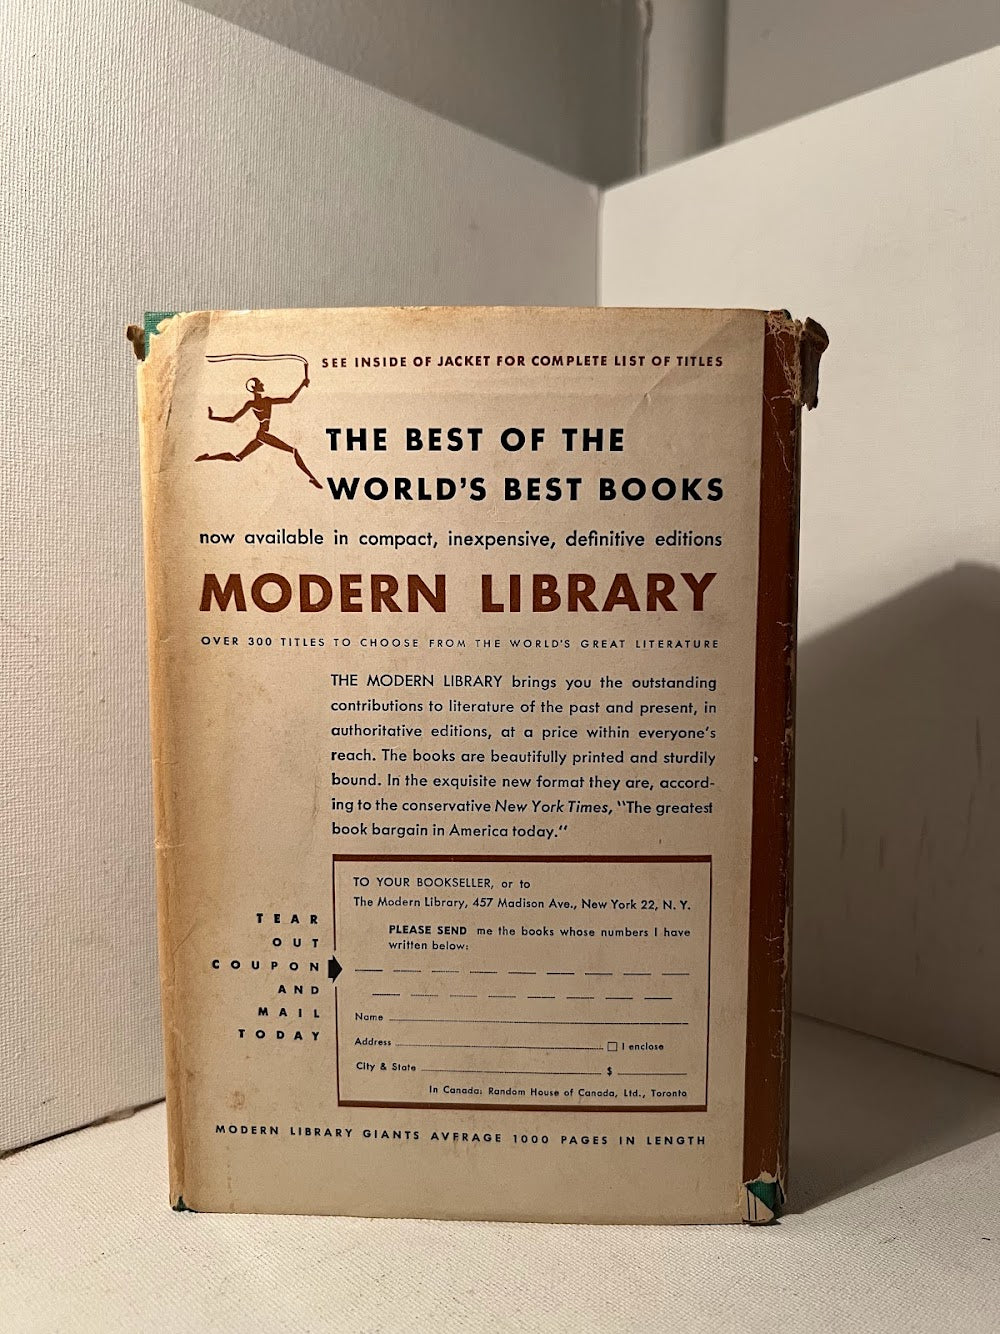 SEE INSIDE OF JACKET FOR COMPLETE LIST OF TITLES
THE BEST OF THE
WORLD'S BEST BOOKS
now available in compact, inexpensive, definitive editions
MODERN LIBRARY
OVER 300 TITLES TO CHOOSE FROM THE WORLD'S GREAT LITERATURE
THE MODERN LIBRARY brings you the outstanding
contributions to literature of the past and present, in
authoritative editions, at a price within everyone's
reach. The books are beautifully printed and sturdily
bound. In the exquisite new format they are, accord-
ing to the conservative New York Times, "The greatest
book bargain in America today."
TEAR
OUT
COUPON
AND
MAIL
TODAY
TO YOUR BOOKSELLER, or to
The Modern Library, 457 Madison Ave., New York 22, N. Y.
PLEASE SEND me the books whose numbers I have
written below:
Name
Address I enclose
City & State $
In Canada: Random House of Canada, Ltd., Toronto
MODERN LIBRARY GIANTS AVERAGE 1000 PAGES IN LENGTH